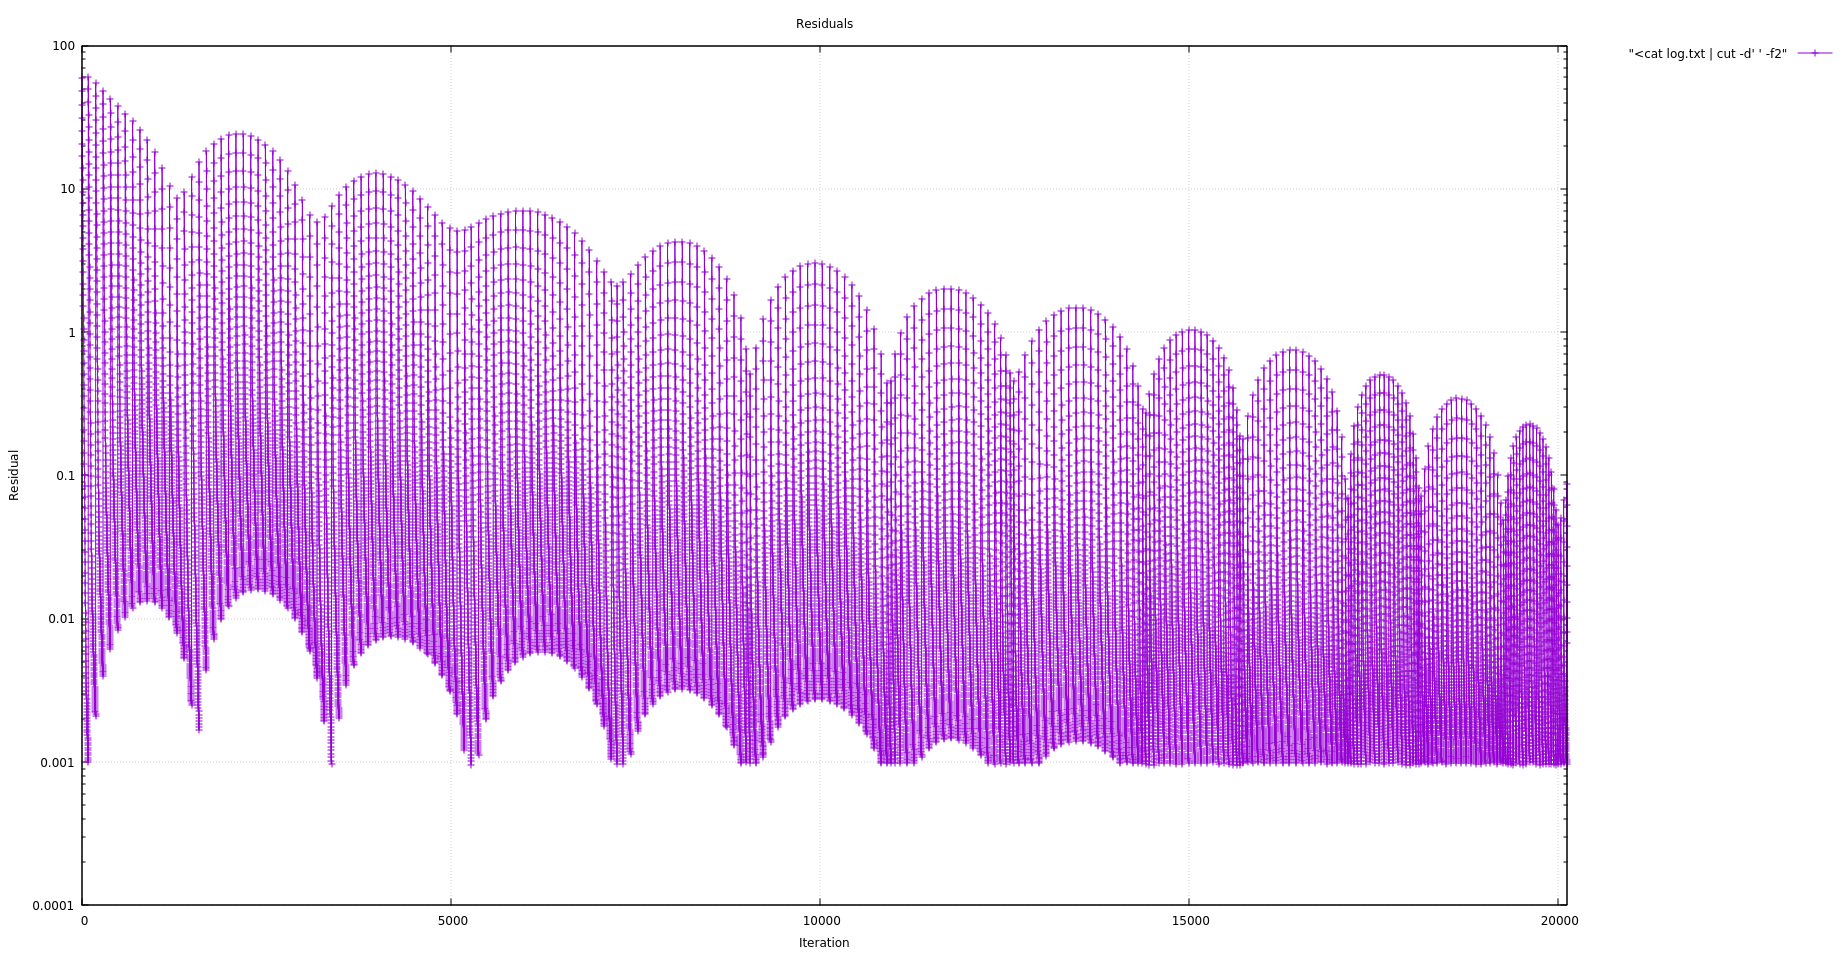 Residuals
"<cat log.txt | cut -d' ' -f2"
100
10
1
0.1
0.01
0.001
0.0001
Residual
0 5000 10000 15000 20000
Iteration